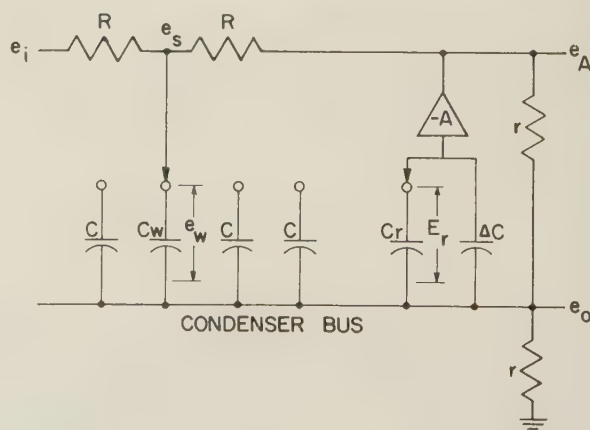 R
R
e_i
e_s
e_A
-A
r
C
Cw
e_w
C
C
Cr
E_r
ΔC
CONDENSER BUS
e_o
r